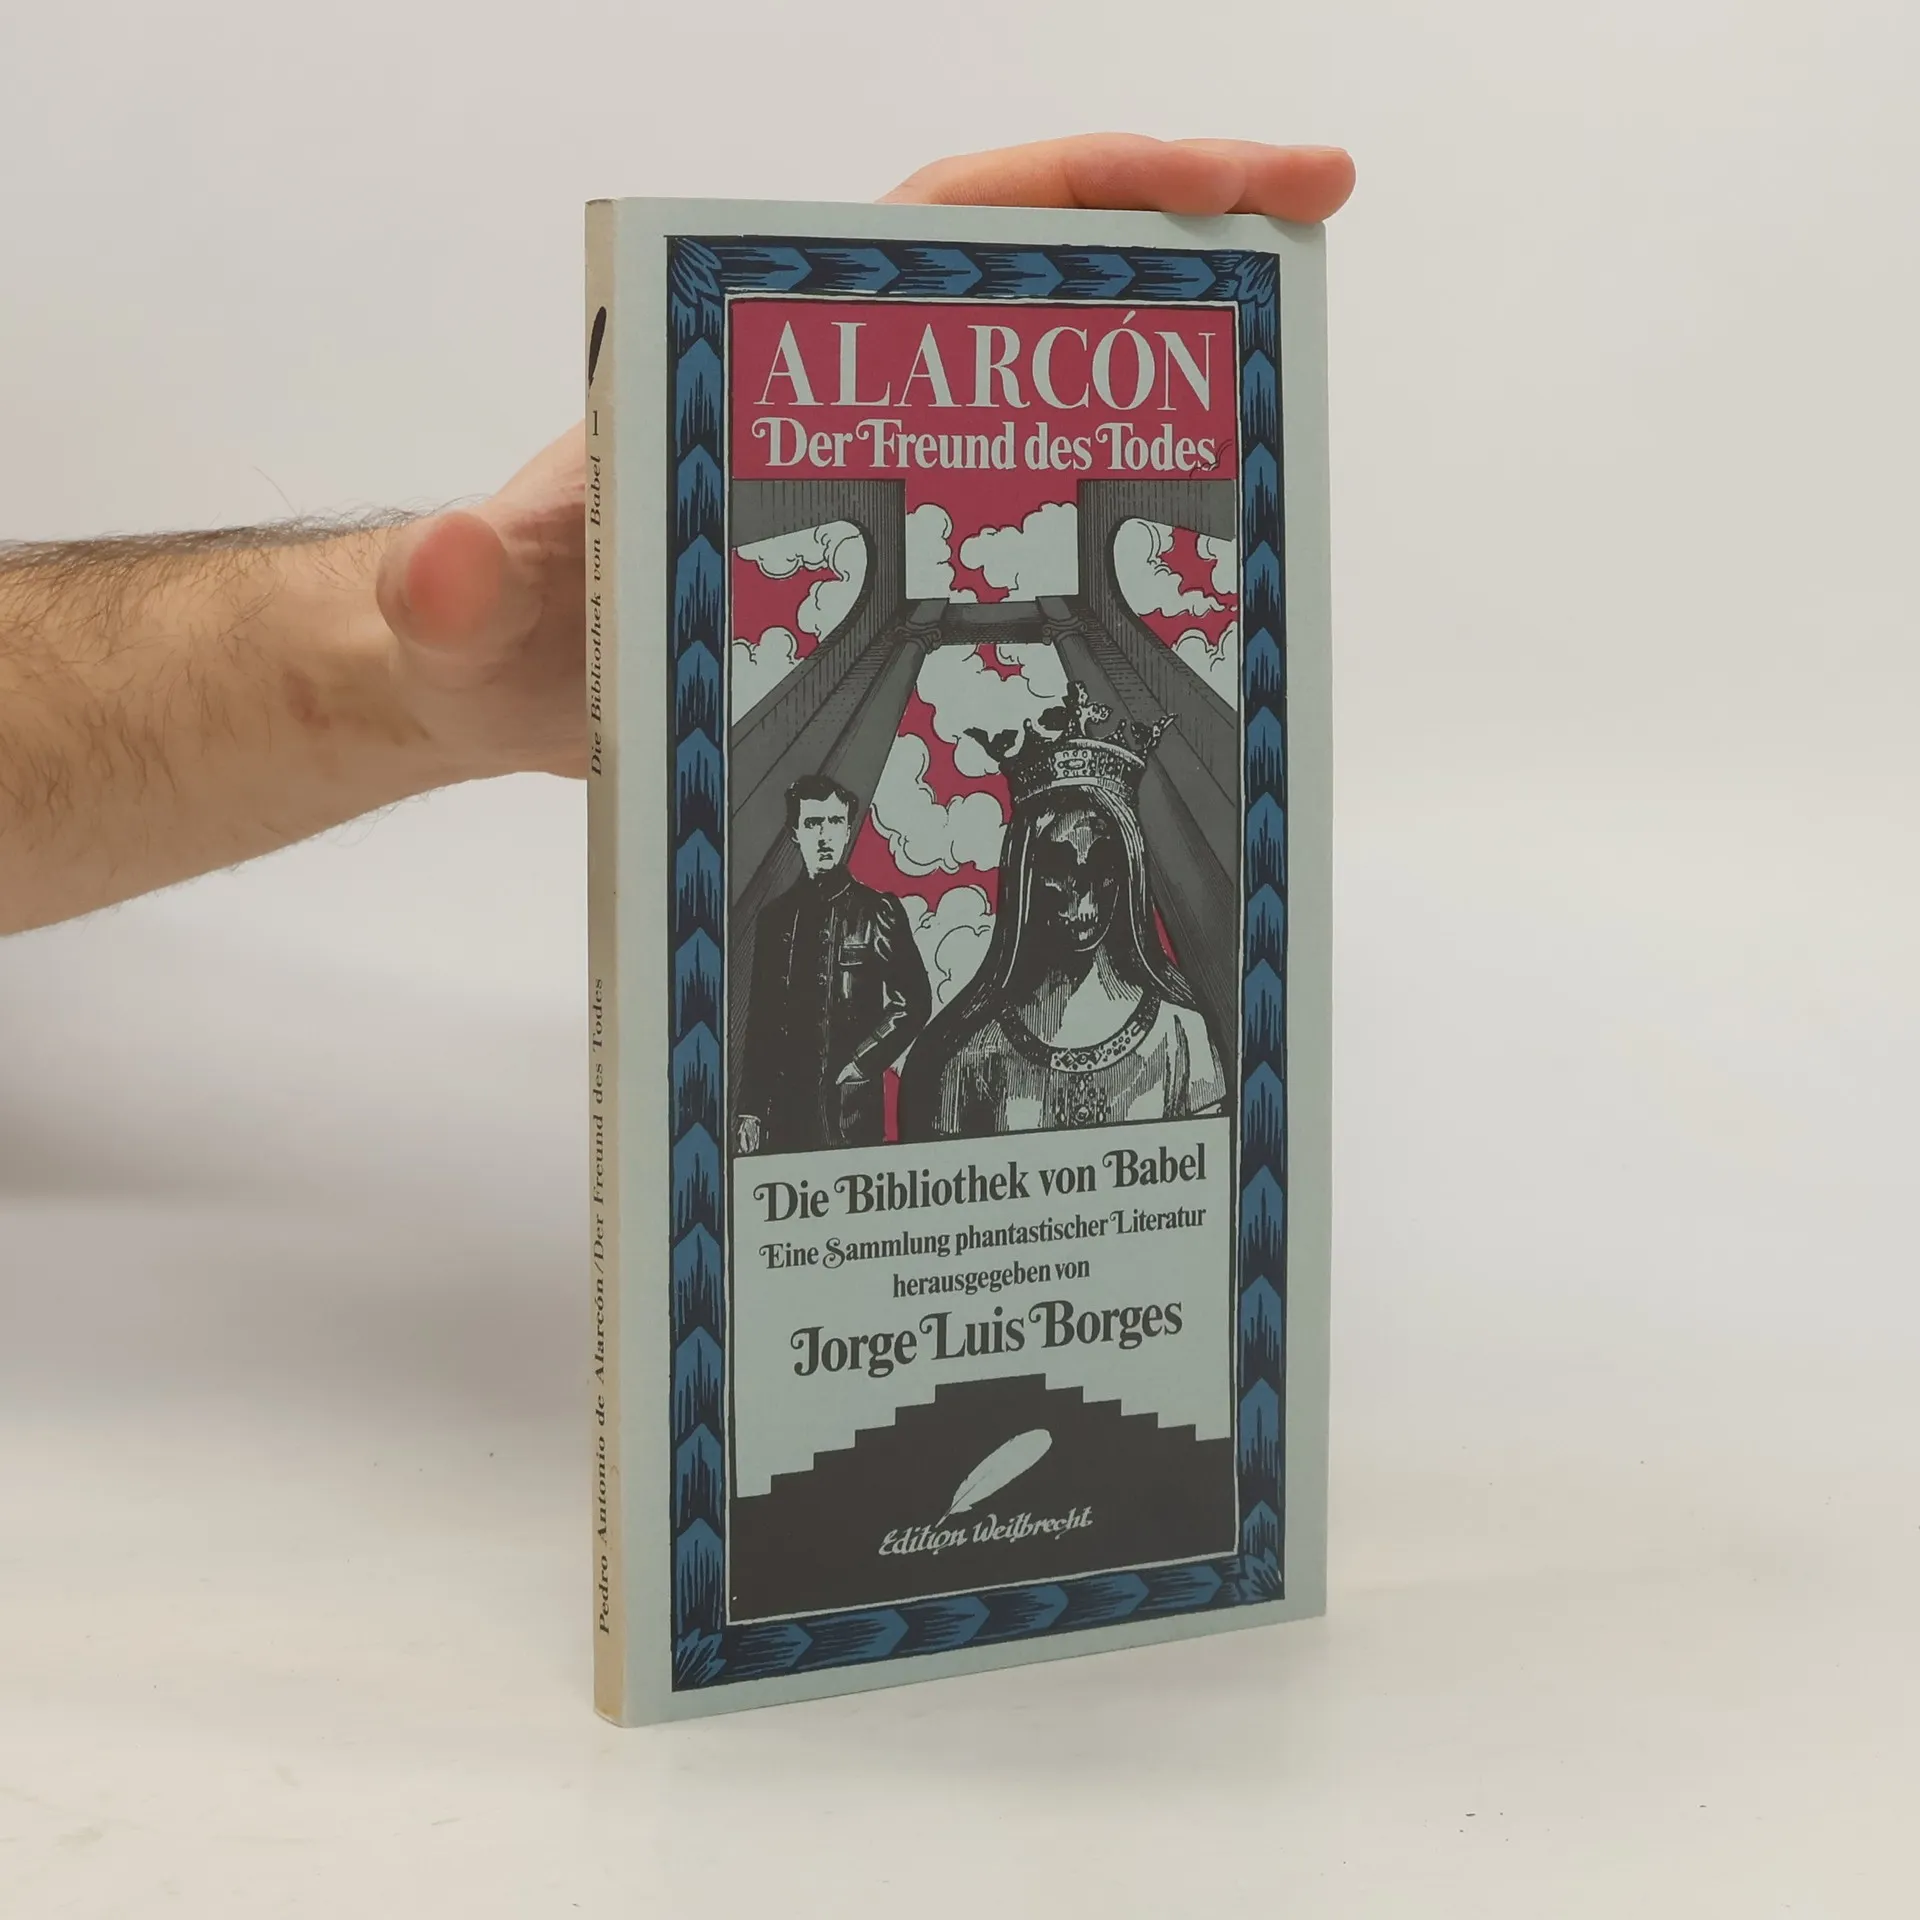 ALARCÓN
Der Freund des Todes
Die Bibliothek von Babel
Eine Sammlung phantastischer Literatur
herausgegeben von
Jorge Luis Borges
Edition Weitbrecht
Pedro Antonio de Alarcón/Der Freund des Todes Die Bibliothek von Babel 1